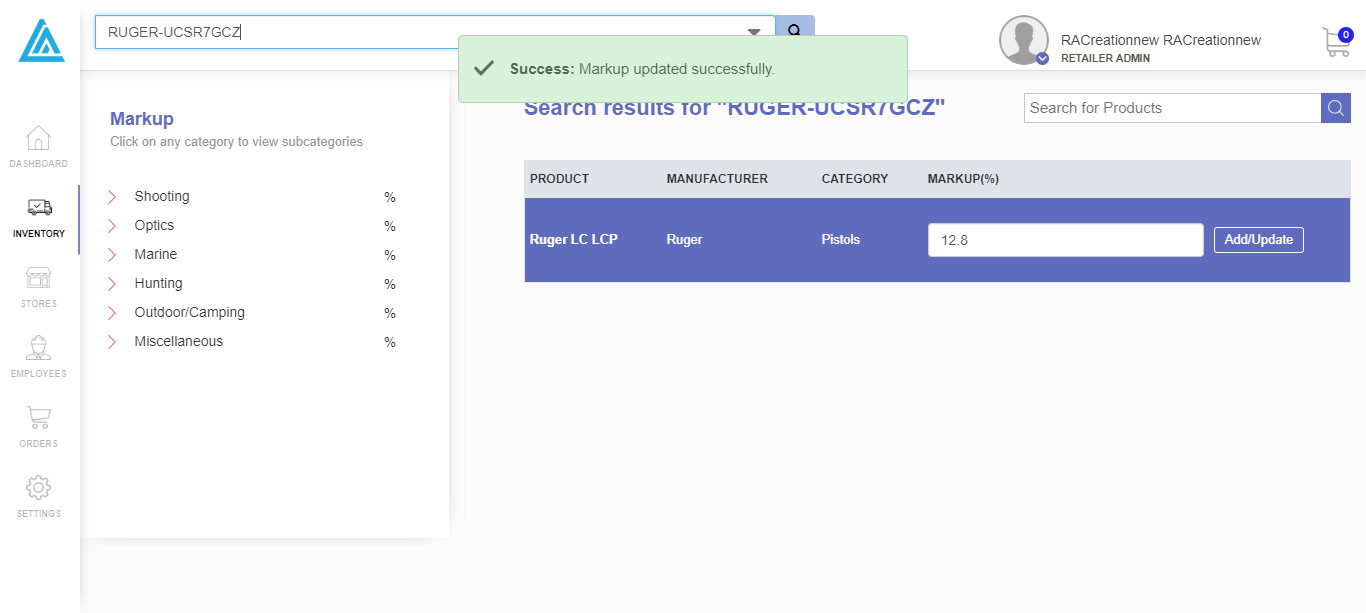 RUGER-UCSR7GCZ
RACreationnew RACreationnew
RETAILER ADMIN
0
Success: Markup updated successfully.
DASHBOARD
INVENTORY
STORES
EMPLOYEES
ORDERS
SETTINGS
Markup
Click on any category to view subcategories
Shooting %
Optics %
Marine %
Hunting %
Outdoor/Camping %
Miscellaneous %
Search results for "RUGER-UCSR7GCZ"
Search for Products
PRODUCT MANUFACTURER CATEGORY MARKUP(%)
Ruger LC LCP Ruger Pistols 12.8 Add/Update